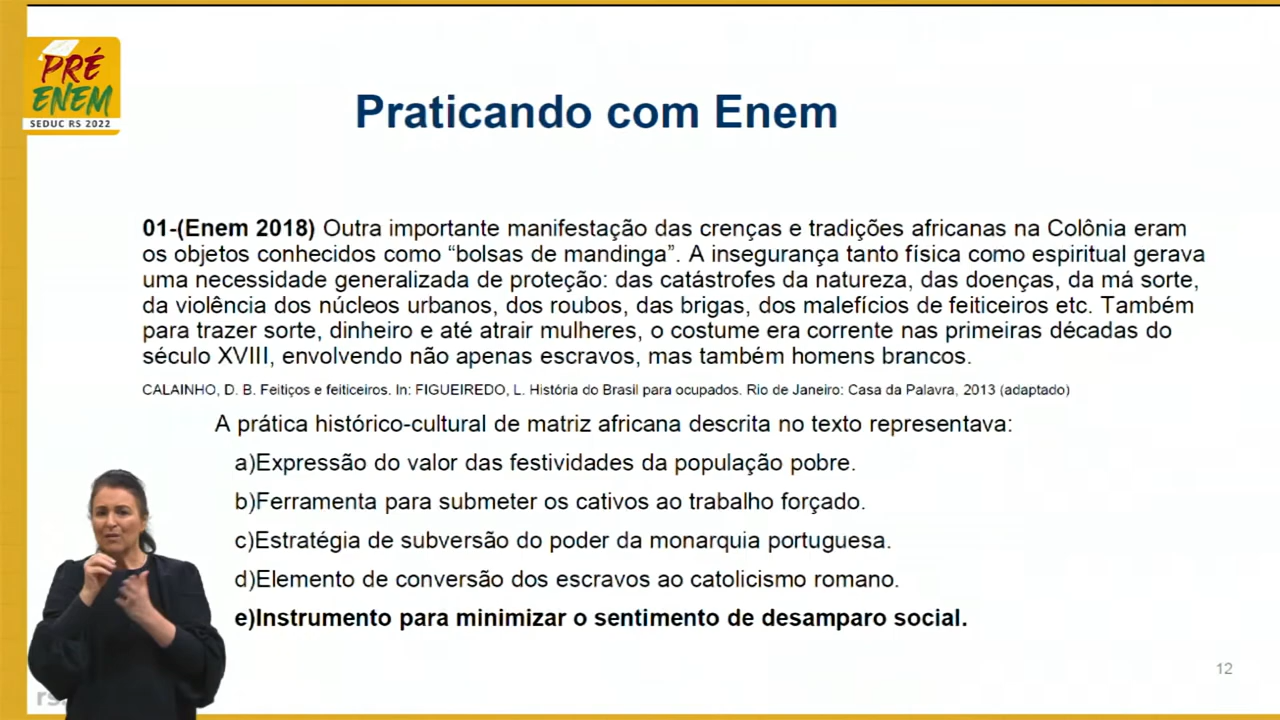 PRÉ
ENEM
SEDUC RS 2022
Praticando com Enem
01-(Enem 2018) Outra importante manifestação das crenças e tradições africanas na Colônia eram
os objetos conhecidos como “bolsas de mandinga”. A insegurança tanto física como espiritual gerava
uma necessidade generalizada de proteção: das catástrofes da natureza, das doenças, da má sorte,
da violência dos núcleos urbanos, dos roubos, das brigas, dos malefícios de feiticeiros etc. Também
para trazer sorte, dinheiro e até atrair mulheres, o costume era corrente nas primeiras décadas do
século XVIII, envolvendo não apenas escravos, mas também homens brancos.
CALAINHO, D. B. Feitiços e feiticeiros. In: FIGUEIREDO, L. História do Brasil para ocupados. Rio de Janeiro: Casa da Palavra, 2013 (adaptado)
A prática histórico-cultural de matriz africana descrita no texto representava:
a)Expressão do valor das festividades da população pobre.
b)Ferramenta para submeter os cativos ao trabalho forçado.
c)Estratégia de subversão do poder da monarquia portuguesa.
d)Elemento de conversão dos escravos ao catolicismo romano.
e)Instrumento para minimizar o sentimento de desamparo social.
12